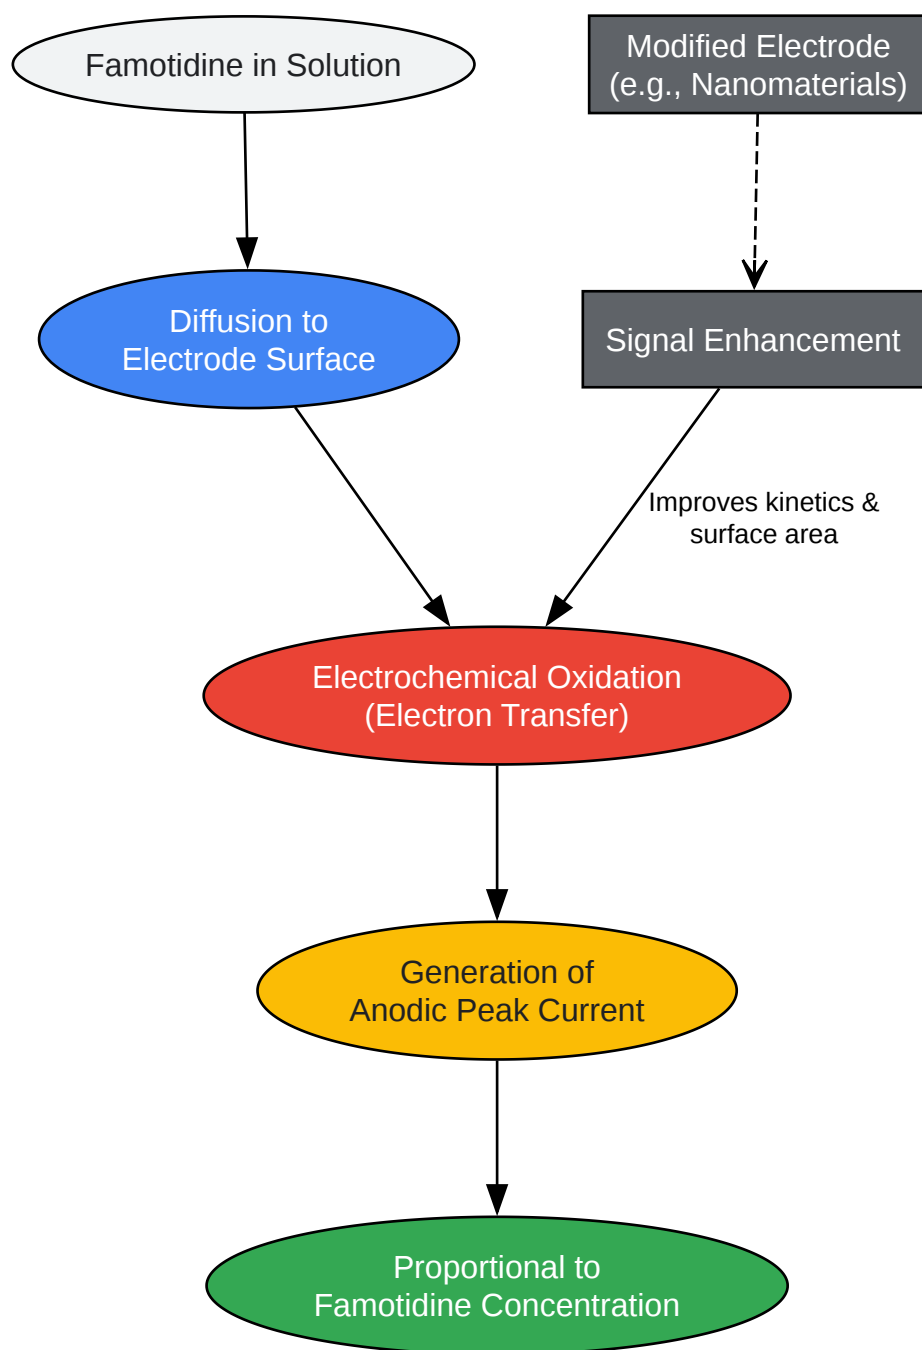 Famotidine in Solution
Modified Electrode
(e.g., Nanomaterials)
Diffusion to
Electrode Surface
Signal Enhancement
Improves kinetics &
surface area
Electrochemical Oxidation
(Electron Transfer)
Generation of
Anodic Peak Current
Proportional to
Famotidine Concentration